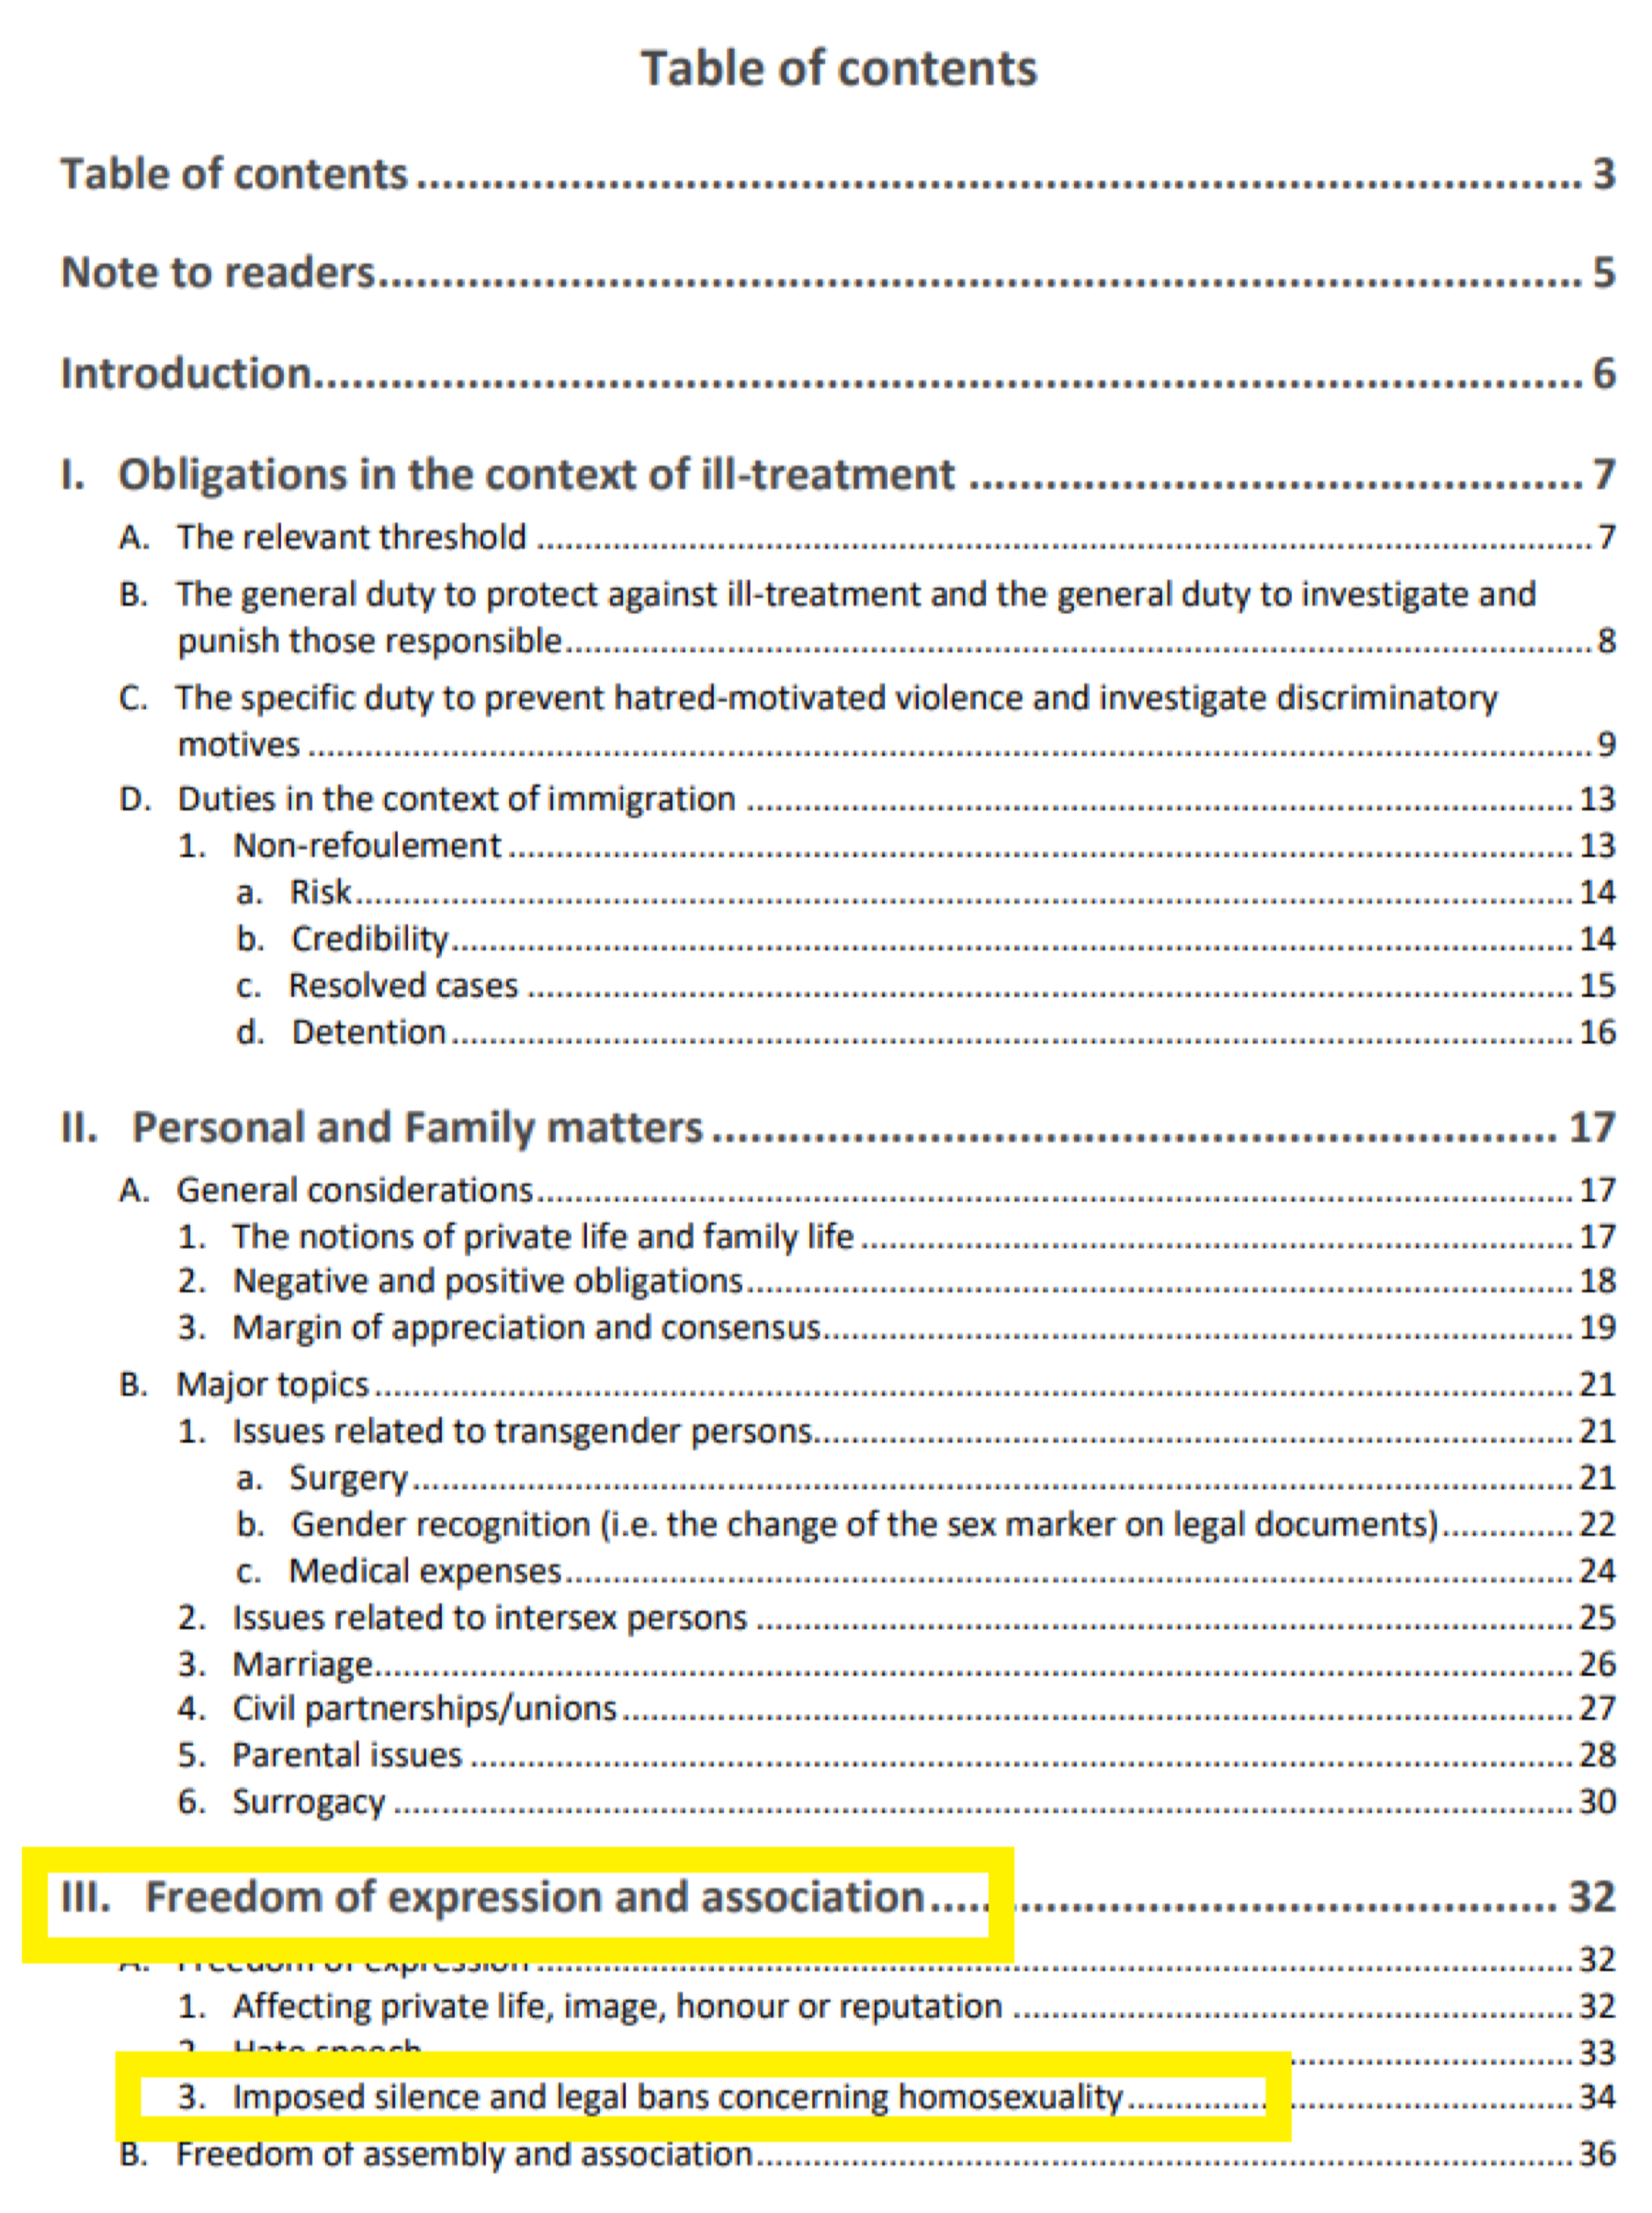 Table of contents
Table of contents ........ 3
Note to readers ........ 5
Introduction ........ 6
I. Obligations in the context of ill-treatment ........ 7
A. The relevant threshold ........ 7
B. The general duty to protect against ill-treatment and the general duty to investigate and
punish those responsible ........ 8
C. The specific duty to prevent hatred-motivated violence and investigate discriminatory
motives ........ 9
D. Duties in the context of immigration ........ 13
1. Non-refoulement ........ 13
a. Risk ........ 14
b. Credibility ........ 14
c. Resolved cases ........ 15
d. Detention ........ 16
II. Personal and Family matters ........ 17
A. General considerations ........ 17
1. The notions of private life and family life ........ 17
2. Negative and positive obligations ........ 18
3. Margin of appreciation and consensus ........ 19
B. Major topics ........ 21
1. Issues related to transgender persons ........ 21
a. Surgery ........ 21
b. Gender recognition (i.e. the change of the sex marker on legal documents) ........ 22
c. Medical expenses ........ 24
2. Issues related to intersex persons ........ 25
3. Marriage ........ 26
4. Civil partnerships/unions ........ 27
5. Parental issues ........ 28
6. Surrogacy ........ 30
III. Freedom of expression and association ........ 32
A. Freedom of expression ........ 32
1. Affecting private life, image, honour or reputation ........ 32
2. Hate speech ........ 33
3. Imposed silence and legal bans concerning homosexuality ........ 34
B. Freedom of assembly and association ........ 36